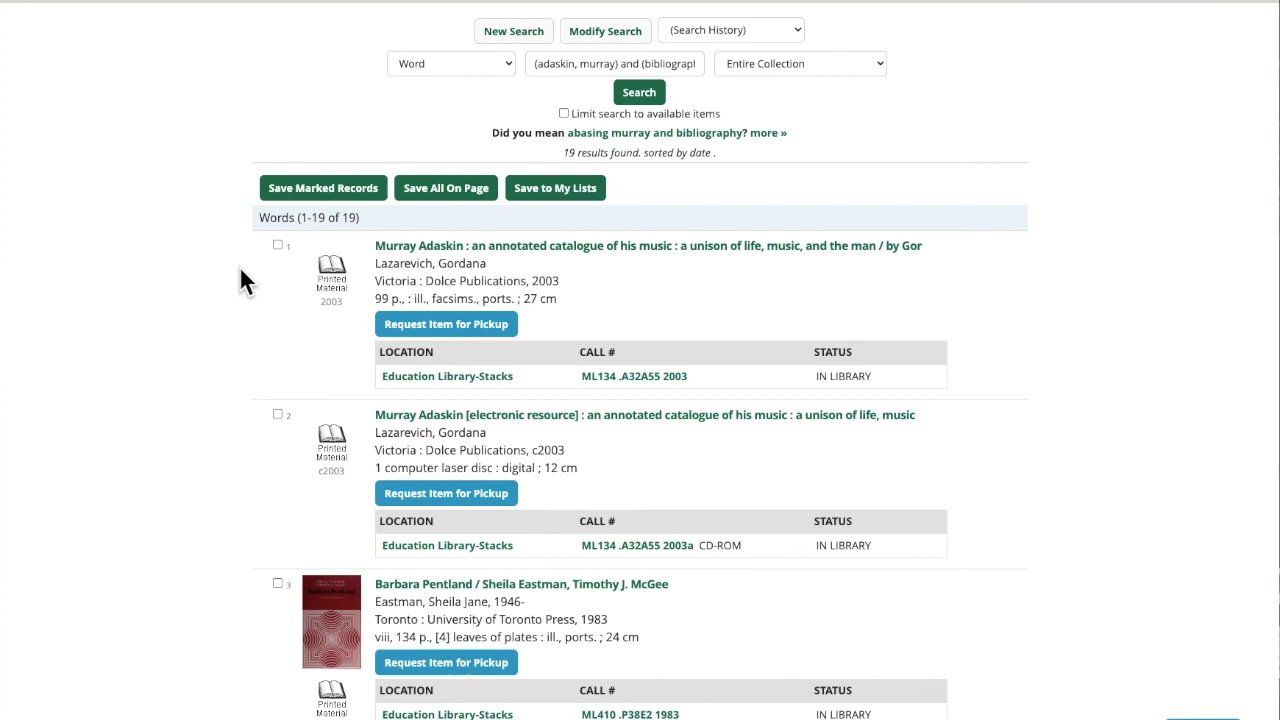 New Search Modify Search (Search History)
Word (adaskin, murray) and (bibliograpl Entire Collection
Search
Limit search to available items
Did you mean abasing murray and bibliography? more »
19 results found. sorted by date .
Save Marked Records Save All On Page Save to My Lists
Words (1-19 of 19)
1 Murray Adaskin : an annotated catalogue of his music : a unison of life, music, and the man / by Gor
Lazarevich, Gordana
Printed Material
Victoria : Dolce Publications, 2003
2003
99 p., : ill., facsims., ports. ; 27 cm
Request Item for Pickup
LOCATION CALL # STATUS
Education Library-Stacks ML134 .A32A55 2003 IN LIBRARY
2 Murray Adaskin [electronic resource] : an annotated catalogue of his music : a unison of life, music
Lazarevich, Gordana
Printed Material
Victoria : Dolce Publications, c2003
c2003
1 computer laser disc : digital ; 12 cm
Request Item for Pickup
LOCATION CALL # STATUS
Education Library-Stacks ML134 .A32A55 2003a CD-ROM IN LIBRARY
3 Barbara Pentland / Sheila Eastman, Timothy J. McGee
Eastman, Sheila Jane, 1946-
Toronto : University of Toronto Press, 1983
viii, 134 p., [4] leaves of plates : ill., ports. ; 24 cm
Request Item for Pickup
Printed Material
LOCATION CALL # STATUS
Education Library-Stacks ML410 .P38E2 1983 IN LIBRARY